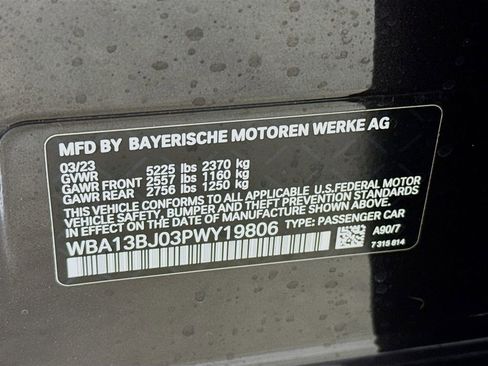 MFD BY BAYERISCHE MOTOREN WERKE AG
03/23
GVWR 5225 lbs 2370 kg
GAWR FRONT 2557 lbs 1160 kg
GAWR REAR 2756 lbs 1250 kg
THIS VEHICLE CONFORMS TO ALL APPLICABLE U.S.FEDERAL MOTOR
VEHICLE SAFETY, BUMPER, AND THEFT PREVENTION STANDARDS
IN EFFECT ON THE DATE OF MANUFACTURE SHOWN ABOVE.
WBA13BJ03PWY19806 TYPE: PASSENGER CAR
A90/7
7 315 614